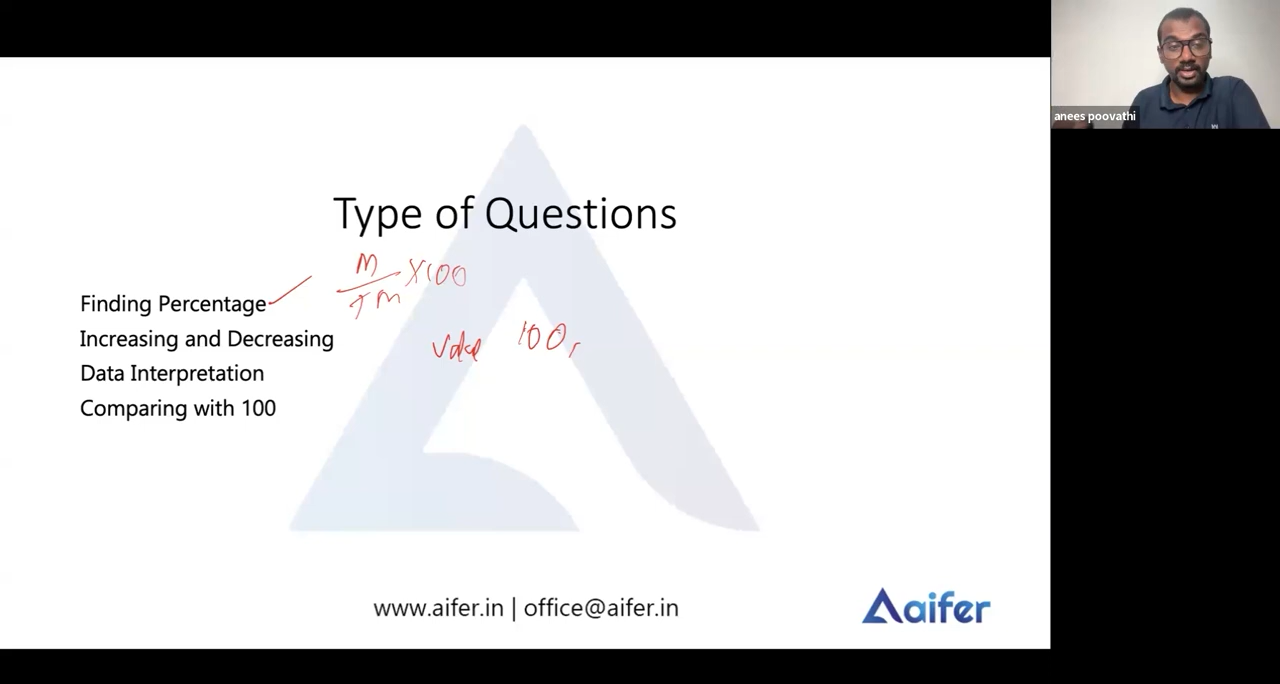 anees poovathi
Type of Questions
M
X100
TM
Finding Percentage
Increasing and Decreasing
100,
Data Interpretation
Comparing with 100
www.aifer.in | office@aifer.in
aifer